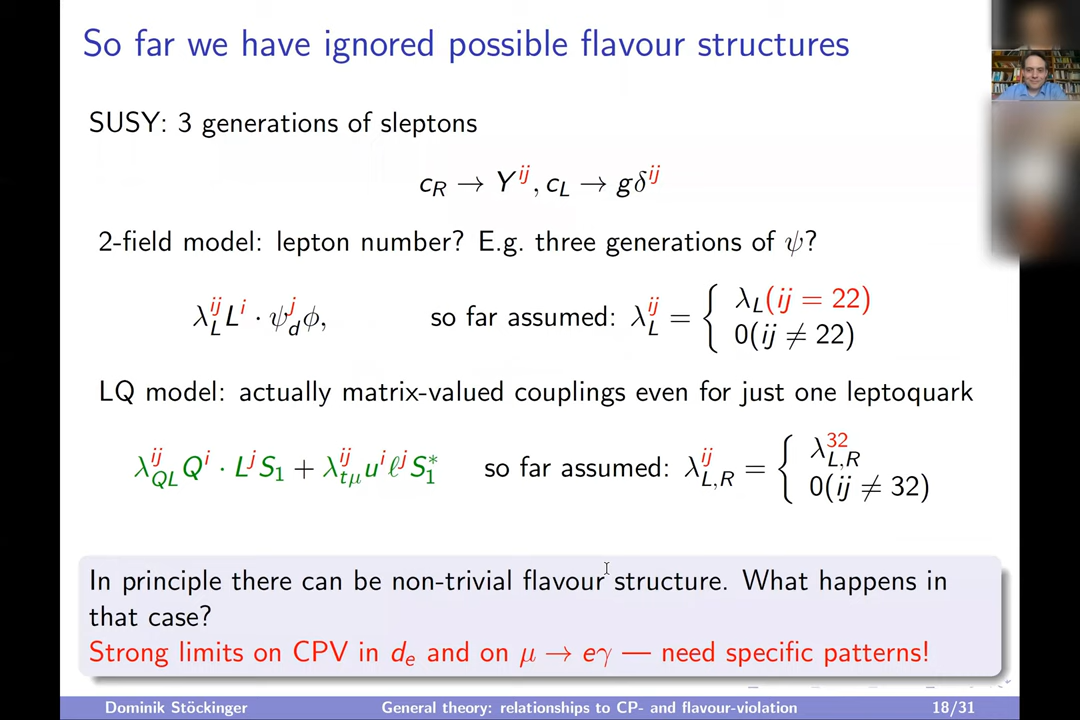 So far we have ignored possible flavour structures
SUSY: 3 generations of sleptons
c_R → Y^{ij}, c_L → gδ^{ij}
2-field model: lepton number? E.g. three generations of ψ?
λ_L^{ij} L^i · ψ_d^j ϕ, so far assumed: λ_L^{ij} = { λ_L(ij = 22)
0(ij ≠ 22)
LQ model: actually matrix-valued couplings even for just one leptoquark
λ_{QL}^{ij} Q^i · L^j S_1 + λ_{tμ}^{ij} u^i ℓ^j S_1^* so far assumed: λ_{L,R}^{ij} = { λ_{L,R}^{32}
0(ij ≠ 32)
In principle there can be non-trivial flavour structure. What happens in
that case?
Strong limits on CPV in d_e and on μ → eγ — need specific patterns!
Dominik Stöckinger General theory: relationships to CP- and flavour-violation 18/31